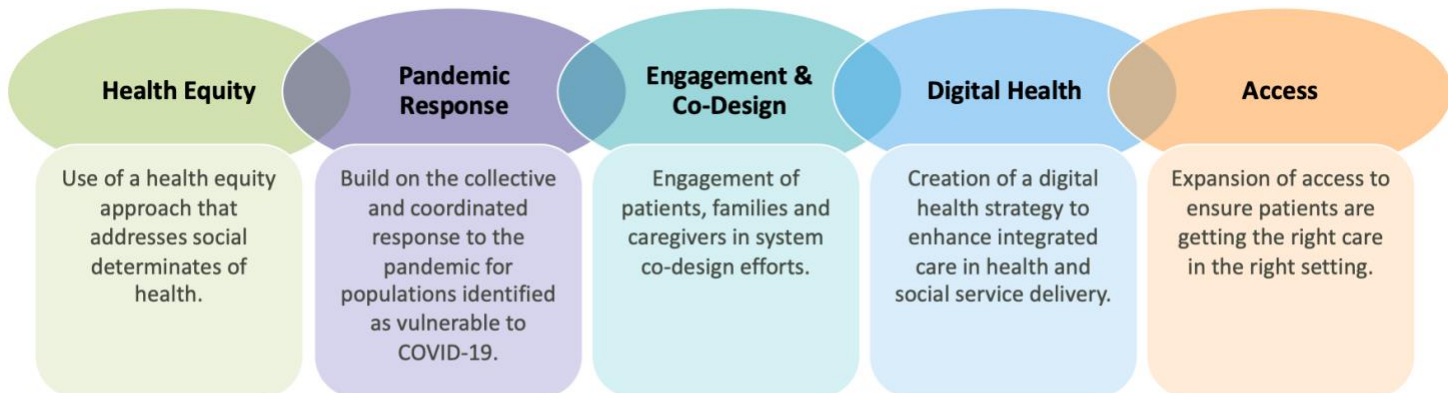 Health Equity
Pandemic
Response
Engagement &
Co-Design
Digital Health
Access
Use of a health equity
approach that
addresses social
determinates of
health.
Build on the collective
and coordinated
response to the
pandemic for
populations identified
as vulnerable to
COVID-19.
Engagement of
patients, families and
caregivers in system
co-design efforts.
Creation of a digital
health strategy to
enhance integrated
care in health and
social service delivery.
Expansion of access to
ensure patients are
getting the right care
in the right setting.